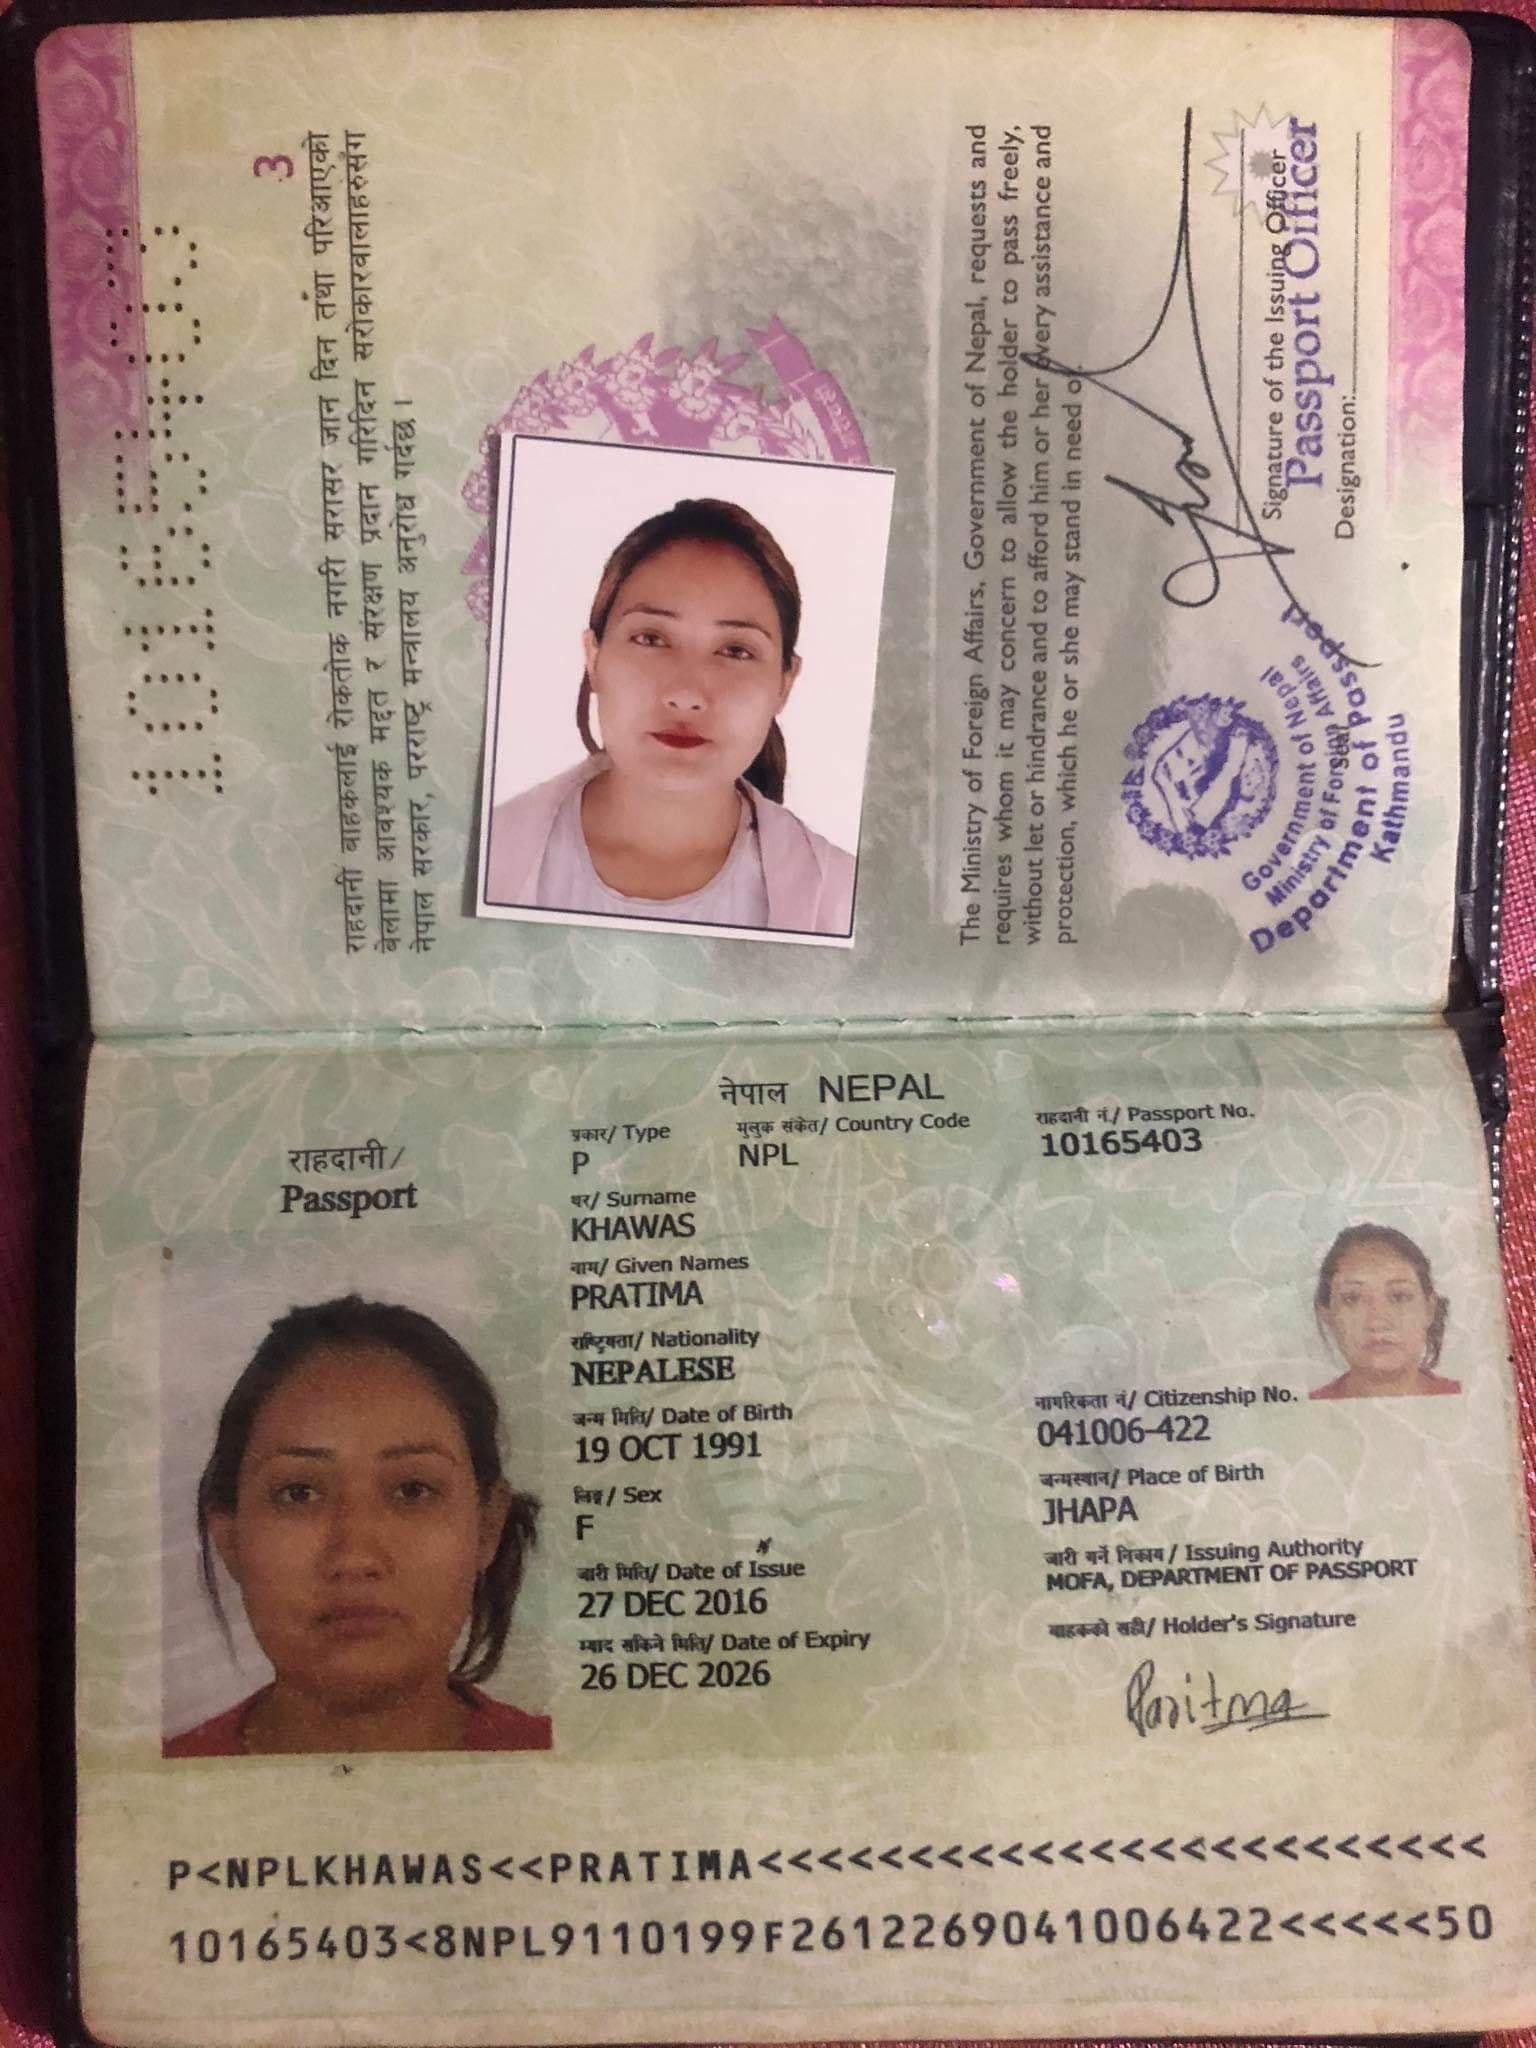 3
राहदानी वाहकलाई रोकतोक नगरी सरासर जान दिन तथा परिआएको
बेलामा आवश्यक मद्दत र संरक्षण प्रदान गरिदिन सरोकारवालाहरुसंग
नेपाल सरकार, परराष्ट्र मन्त्रालय अनुरोध गर्दछ ।
The Ministry of Foreign Affairs, Government of Nepal, requests and
requires whom it may concern to allow the holder to pass freely,
without let or hindrance and to afford him or her every assistance and
protection, which he or she may stand in need of.
Signature of the Issuing Officer
Passport Officer
Designation:
Seal
Government of Nepal
Ministry of Foreign Affairs
Department of Passport
Kathmandu
नेपाल NEPAL
राहदानी/
Passport
प्रकार/ Type
मुलुक संकेत/ Country Code
राहदानी नं./ Passport No.
P
NPL
10165403
थर/ Surname
KHAWAS
नाम/ Given Names
PRATIMA
राष्ट्रियता/ Nationality
NEPALESE
जन्म मिति/ Date of Birth
19 OCT 1991
नागरिकता नं/ Citizenship No.
041006-422
लिङ्ग/ Sex
F
जन्मस्थान/ Place of Birth
JHAPA
जारी मिति/ Date of Issue
27 DEC 2016
जारी गर्ने निकाय / Issuing Authority
MOFA, DEPARTMENT OF PASSPORT
म्याद सकिने मिति/ Date of Expiry
26 DEC 2026
वाहकको सही/ Holder's Signature
P<NPLKHAWAS<<PRATIMA<<<<<<<<<<<<<<<<<<<<<<<<
10165403<8NPL9110199F2612269041006422<<<<<50